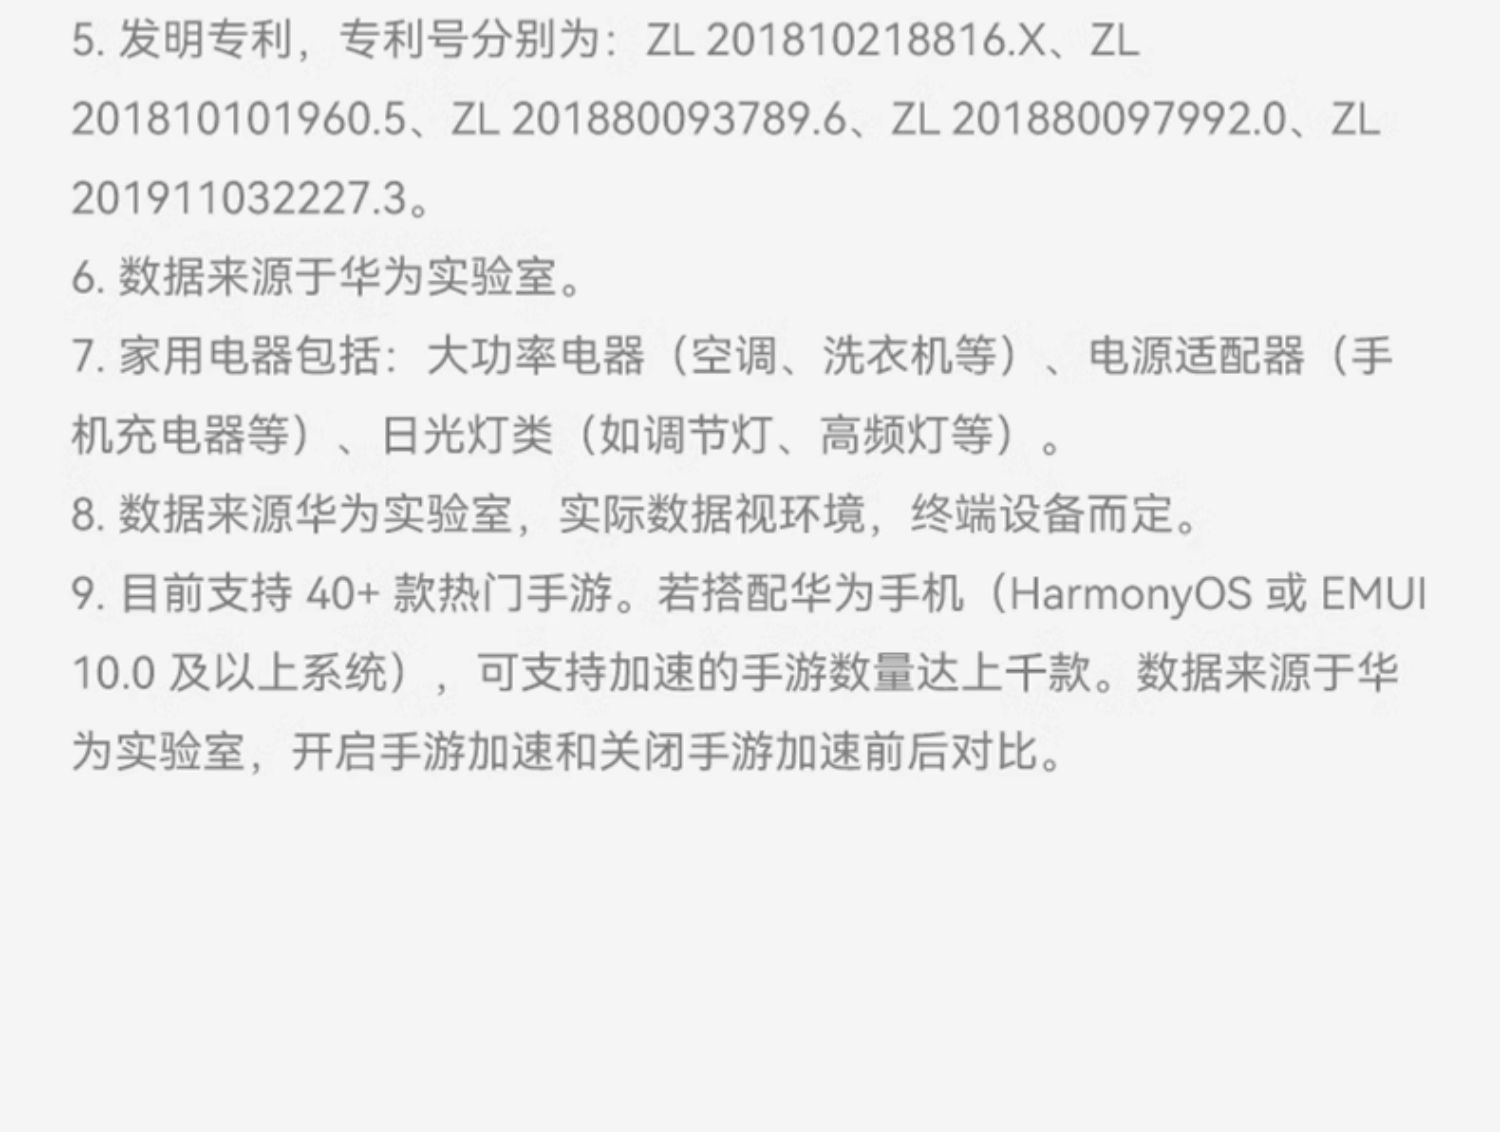 5. 发明专利，专利号分别为：ZL 201810218816.X、ZL
201810101960.5、ZL 201880093789.6、ZL 201880097992.0、ZL
201911032227.3。
6. 数据来源于华为实验室。
7. 家用电器包括：大功率电器（空调、洗衣机等）、电源适配器（手
机充电器等）、日光灯类（如调节灯、高频灯等）。
8. 数据来源华为实验室，实际数据视环境，终端设备而定。
9. 目前支持 40+ 款热门手游。若搭配华为手机（HarmonyOS 或 EMUI
10.0 及以上系统），可支持加速的手游数量达上千款。数据来源于华
为实验室，开启手游加速和关闭手游加速前后对比。